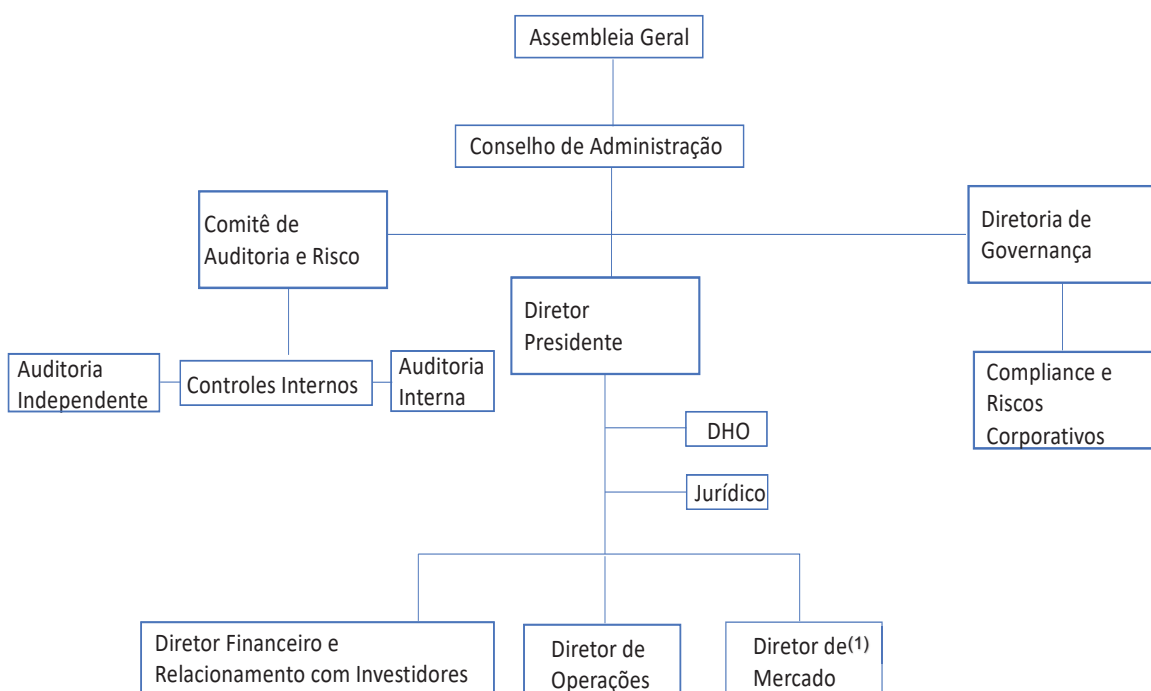 Assembleia Geral
Conselho de Administração
Comitê de
Auditoria e Risco
Diretoria de
Governança
Diretor
Presidente
Auditoria
Independente
Controles Internos
Auditoria
Interna
Compliance e
Riscos
Corporativos
DHO
Jurídico
Diretor Financeiro e
Relacionamento com Investidores
Diretor de
Operações
Diretor de(1)
Mercado